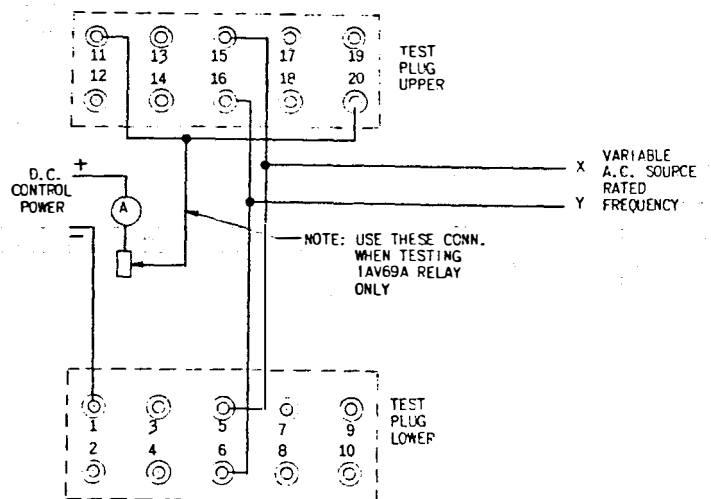 11 13 15 17 19
12 14 16 18 20
TEST
PLUG
UPPER
+
D.C.
CONTROL
POWER
−
A
X
Y
VARIABLE
A.C. SOURCE
RATED
FREQUENCY
NOTE: USE THESE CONN.
WHEN TESTING
1AV69A RELAY
ONLY
1 3 5 7 9
2 4 6 8 10
TEST
PLUG
LOWER